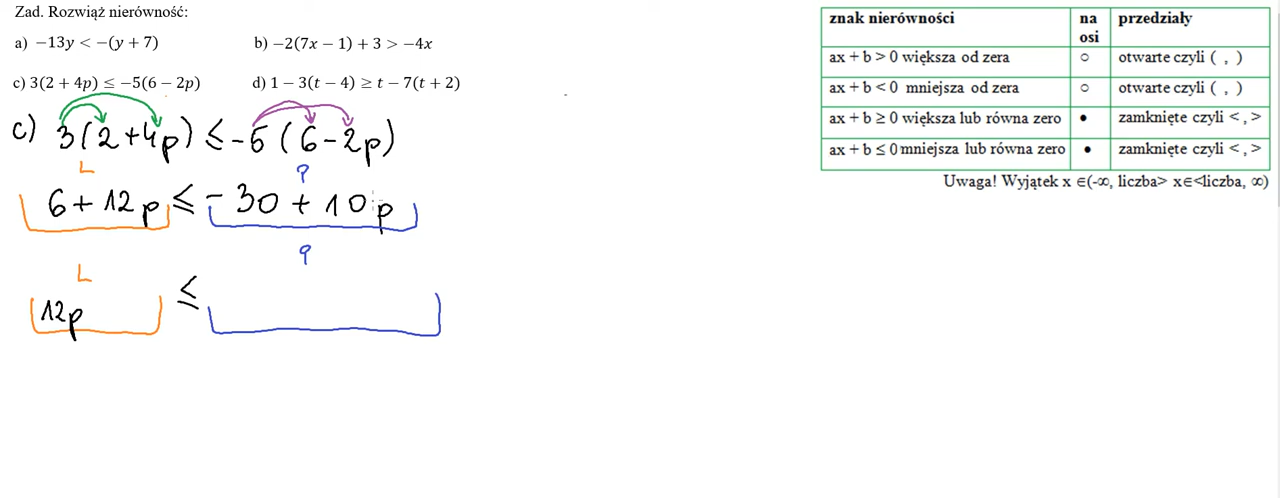 Zad. Rozwiąż nierówność:
a) −13y < −(y + 7)
b) −2(7x − 1) + 3 > −4x
c) 3(2 + 4p) ≤ −5(6 − 2p)
d) 1 − 3(t − 4) ≥ t − 7(t + 2)
c) 3(2+4p) ≤ -5(6-2p)
L P
6+12p ≤ -30+10p
L P
12p ≤
znak nierówności na osi przedziały
ax + b > 0 większa od zera ○ otwarte czyli ( , )
ax + b < 0 mniejsza od zera ○ otwarte czyli ( , )
ax + b ≥ 0 większa lub równa zero ● zamknięte czyli < , >
ax + b ≤ 0 mniejsza lub równa zero ● zamknięte czyli < , >
Uwaga! Wyjątek x ∈(-∞, liczba> x∈<liczba, ∞)